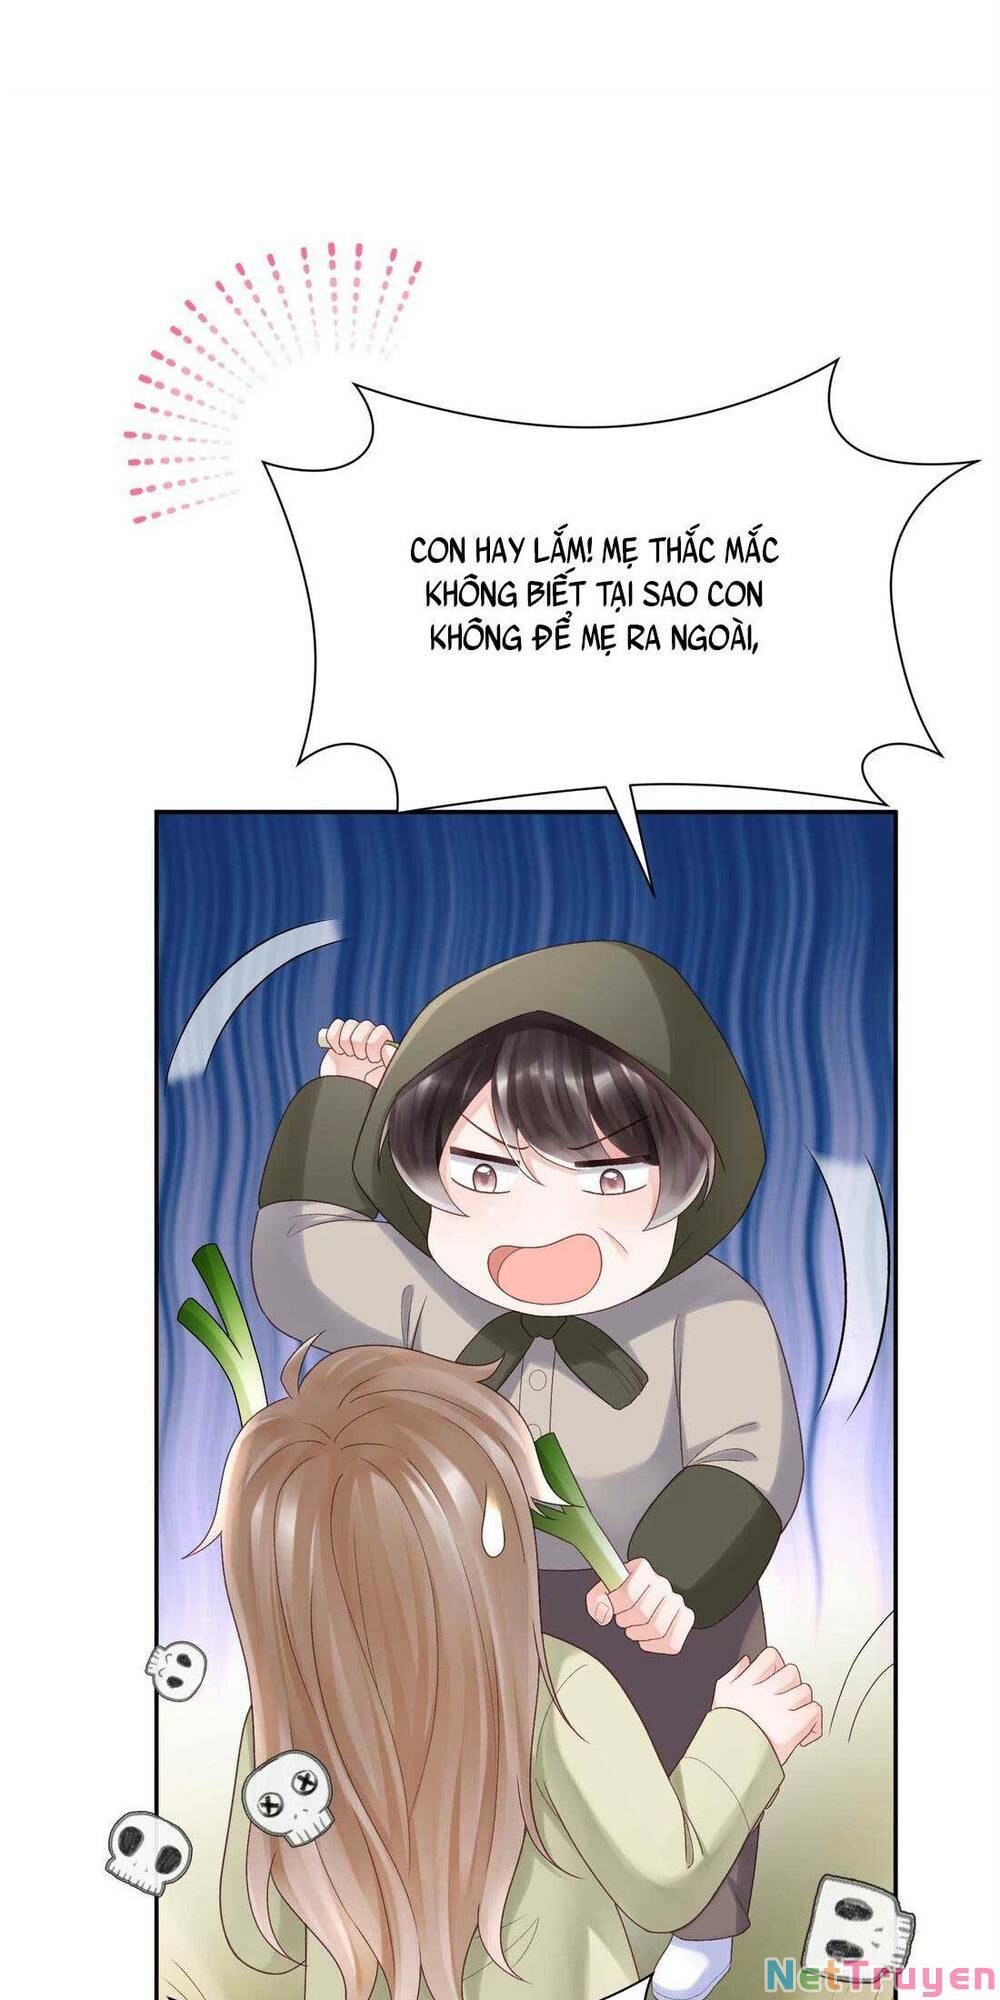 CON HAY LẮM! MẸ THẮC MẮC
KHÔNG BIẾT TẠI SAO CON
KHÔNG ĐỂ MẸ RA NGOÀI,
NetTruyen